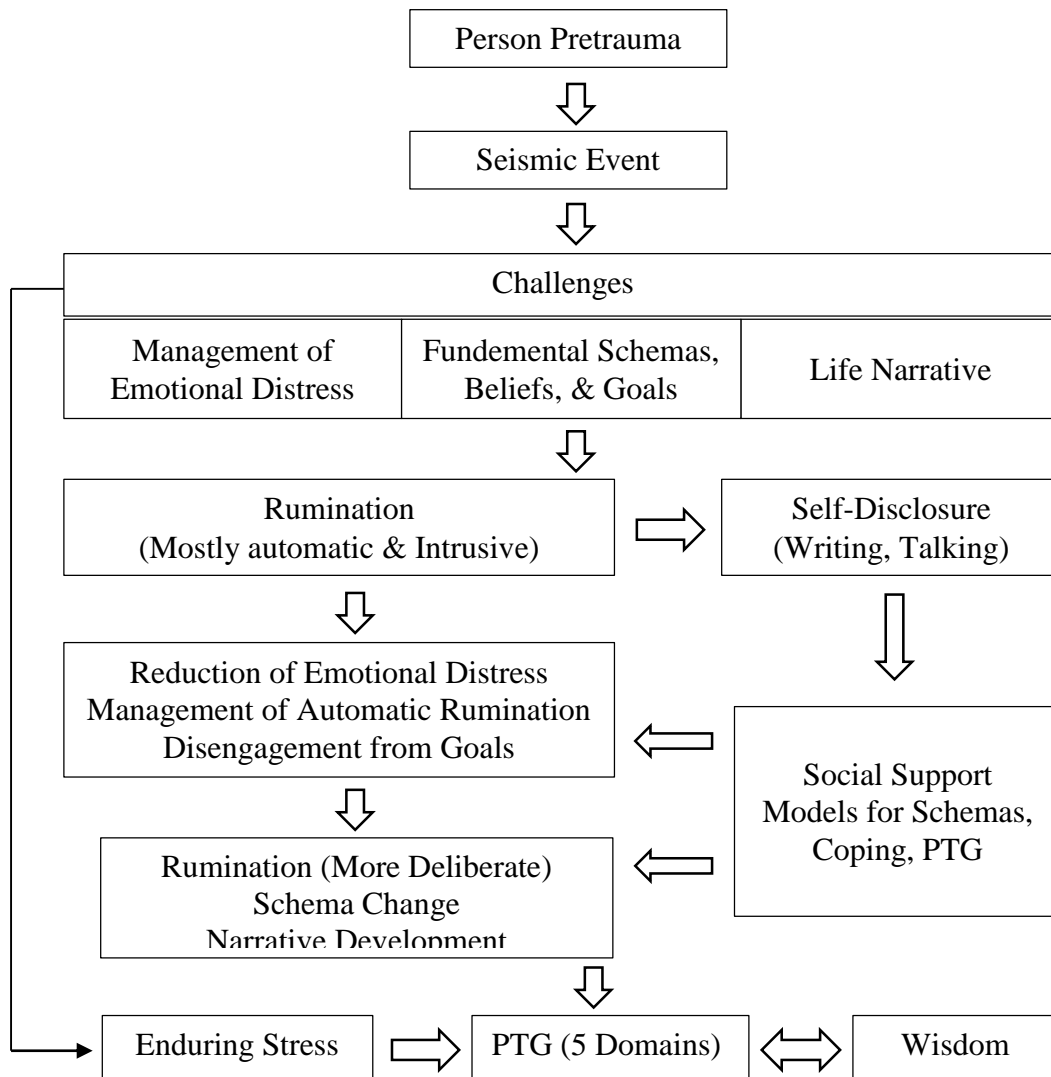 Person Pretrauma
Seismic Event
Challenges
Management of
Emotional Distress
Fundemental Schemas,
Beliefs, & Goals
Life Narrative
Rumination
(Mostly automatic & Intrusive)
Self-Disclosure
(Writing, Talking)
Reduction of Emotional Distress
Management of Automatic Rumination
Disengagement from Goals
Social Support
Models for Schemas,
Coping, PTG
Rumination (More Deliberate)
Schema Change
Narrative Development
Enduring Stress
PTG (5 Domains)
Wisdom